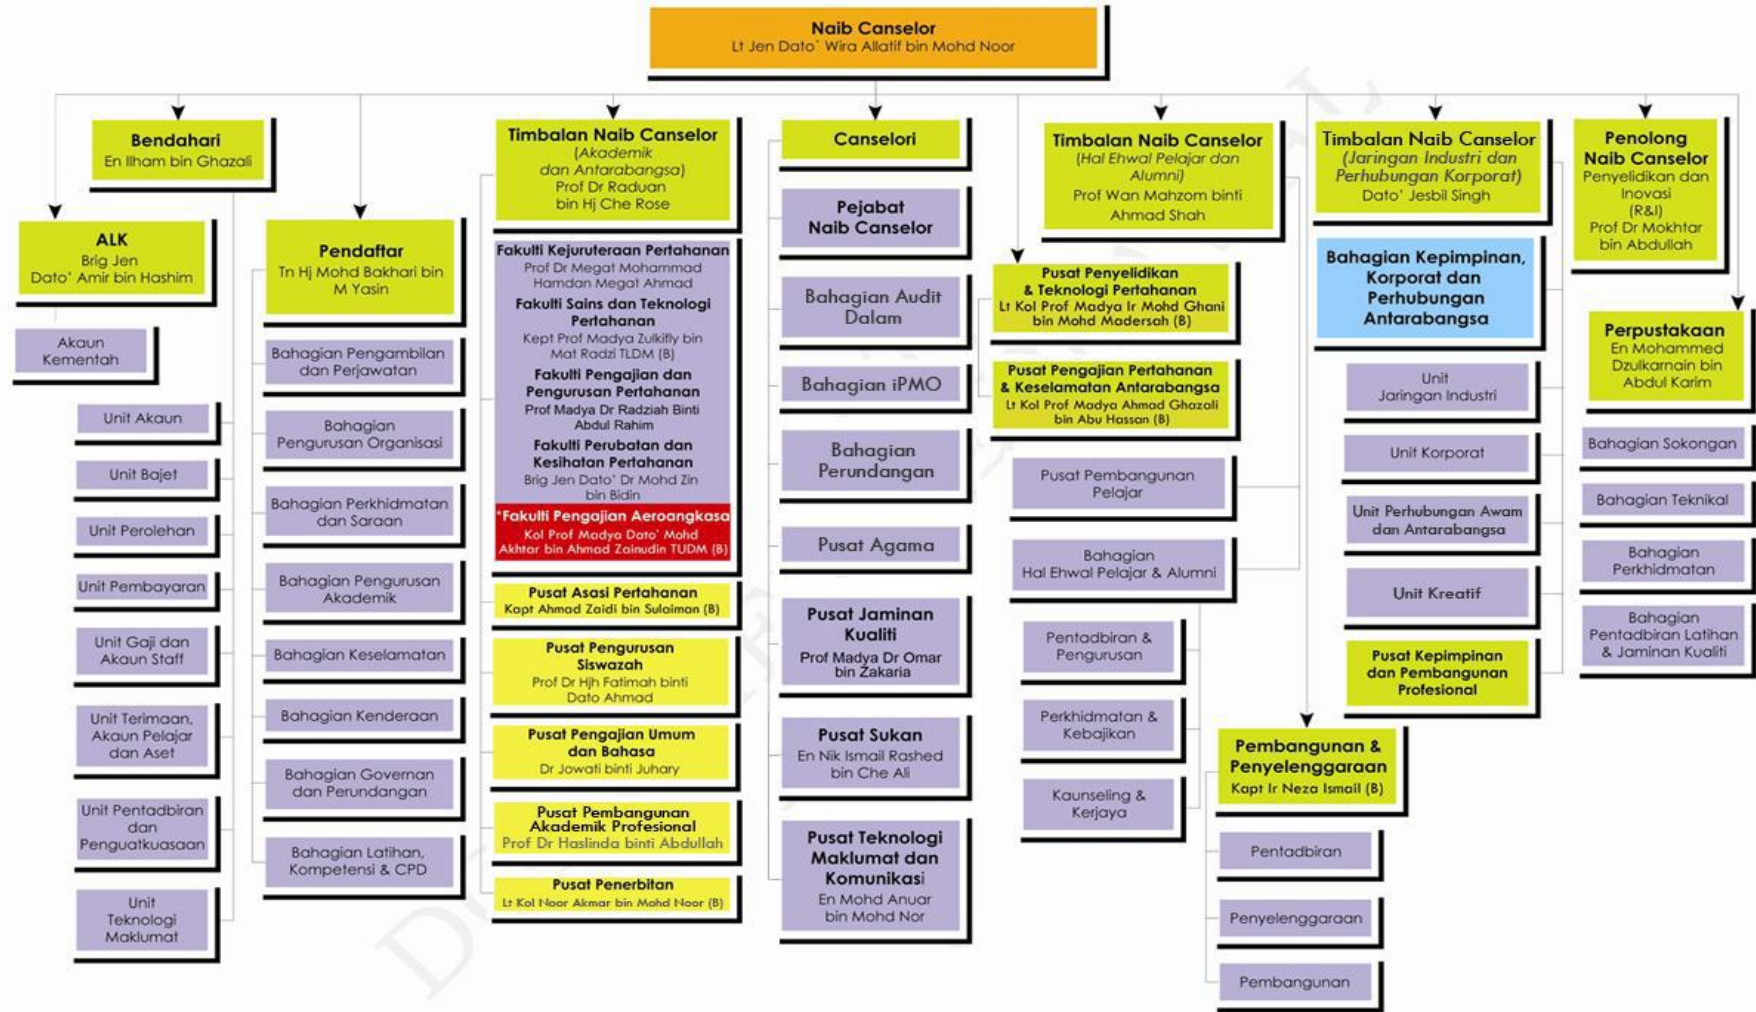 Naib Canselor
Lt Jen Dato` Wira Allatif bin Mohd Noor
Bendahari
En Ilham bin Ghazali
ALK
Brig Jen
Dato' Amir bin Hashim
Akaun
Kementah
Unit Akaun
Unit Bajet
Unit Perolehan
Unit Pembayaran
Unit Gaji dan
Akaun Staff
Unit Terimaan,
Akaun Pelajar
dan Aset
Unit Pentadbiran
dan
Penguatkuasaan
Unit
Teknologi
Maklumat
Pendaftar
Tn Hj Mohd Bakhari bin
M Yasin
Bahagian Pengambilan
dan Perjawatan
Bahagian
Pengurusan Organisasi
Bahagian Perkhidmatan
dan Saraan
Bahagian Pengurusan
Akademik
Bahagian Keselamatan
Bahagian Kenderaan
Bahagian Governan
dan Perundangan
Bahagian Latihan,
Kompetensi & CPD
Timbalan Naib Canselor
(Akademik
dan Antarabangsa)
Prof Dr Raduan
bin Hj Che Rose
Fakulti Kejuruteraan Pertahanan
Prof Dr Megat Mohammad
Hamdan Megat Ahmad
Fakulti Sains dan Teknologi
Pertahanan
Kept Prof Madya Zulkifly bin
Mat Radzi TLDM (B)
Fakulti Pengajian dan
Pengurusan Pertahanan
Prof Madya Dr Radziah Binti
Abdul Rahim
Fakulti Perubatan dan
Kesihatan Pertahanan
Brig Jen Dato' Dr Mohd Zin
bin Bidin
*Fakulti Pengajian Aeroangkasa
Kol Prof Madya Dato' Mohd
Akhtar bin Ahmad Zainudin TUDM (B)
Pusat Asasi Pertahanan
Kapt Ahmad Zaidi bin Sulaiman (B)
Pusat Pengurusan
Siswazah
Prof Dr Hjh Fatimah binti
Dato Ahmad
Pusat Pengajian Umum
dan Bahasa
Dr Jowati binti Juhary
Pusat Pembangunan
Akademik Profesional
Prof Dr Haslinda binti Abdullah
Pusat Penerbitan
Lt Kol Noor Akmar bin Mohd Noor (B)
Canselori
Pejabat
Naib Canselor
Bahagian Audit
Dalam
Bahagian iPMO
Bahagian
Perundangan
Pusat Agama
Pusat Jaminan
Kualiti
Prof Madya Dr Omar
bin Zakaria
Pusat Sukan
En Nik Ismail Rashed
bin Che Ali
Pusat Teknologi
Maklumat dan
Komunikasi
En Mohd Anuar
bin Mohd Nor
Timbalan Naib Canselor
(Hal Ehwal Pelajar dan
Alumni)
Prof Wan Mahzom binti
Ahmad Shah
Pusat Penyelidikan
& Teknologi Pertahanan
Lt Kol Prof Madya Ir Mohd Ghani
bin Mohd Madersah (B)
Pusat Pengajian Pertahanan
& Keselamatan Antarabangsa
Lt Kol Prof Madya Ahmad Ghazali
bin Abu Hassan (B)
Pusat Pembangunan
Pelajar
Bahagian
Hal Ehwal Pelajar & Alumni
Pentadbiran &
Pengurusan
Perkhidmatan &
Kebajikan
Kaunseling &
Kerjaya
Pembangunan &
Penyelenggaraan
Kapt Ir Neza Ismail (B)
Pentadbiran
Penyelenggaraan
Pembangunan
Timbalan Naib Canselor
(Jaringan Industri dan
Perhubungan Korporat)
Dato' Jesbil Singh
Bahagian Kepimpinan,
Korporat dan
Perhubungan
Antarabangsa
Unit
Jaringan Industri
Unit Korporat
Unit Perhubungan Awam
dan Antarabangsa
Unit Kreatif
Pusat Kepimpinan
dan Pembangunan
Profesional
Penolong
Naib Canselor
Penyelidikan dan
Inovasi
(R&I)
Prof Dr Mokhtar
bin Abdullah
Perpustakaan
En Mohammed
Dzulkarnain bin
Abdul Karim
Bahagian Sokongan
Bahagian Teknikal
Bahagian
Perkhidmatan
Bahagian
Pentadbiran Latihan
& Jaminan Kualiti